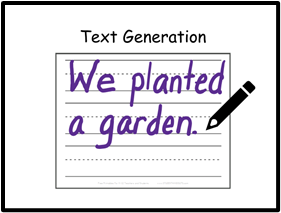 Text Generation
We planted
a garden.